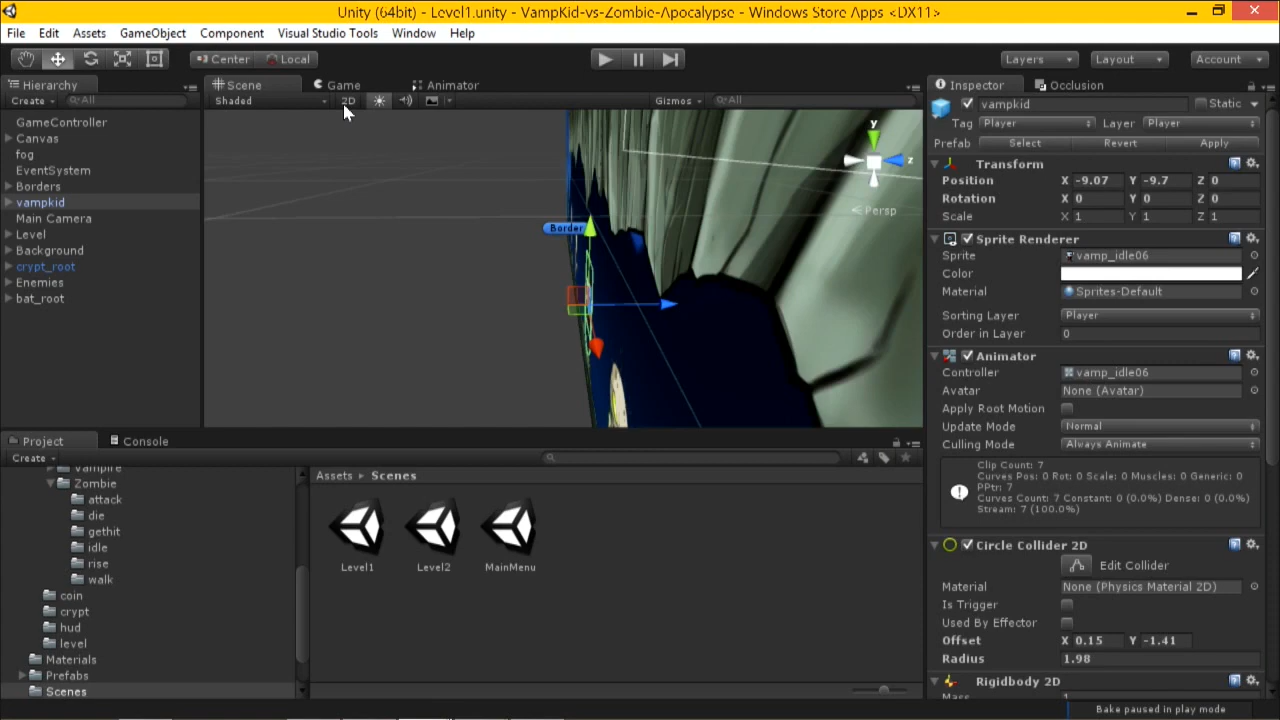 Unity (64bit) - Level1.unity - VampKid-vs-Zombie-Apocalypse - Windows Store Apps <DX11>
File Edit Assets GameObject Component Visual Studio Tools Window Help
Center Local Layers Layout Account
Hierarchy Scene Game Animator Inspector Occlusion
Create All Shaded 2D Gizmos All
vampkid Static
Tag Player Layer Player
Prefab Select Revert Apply
GameController
Canvas
fog
EventSystem
Borders
vampkid
Main Camera
Level
Background
crypt_root
Enemies
bat_root
y
z
Persp
Border
Transform
Position X -9.07 Y -9.7 Z 0
Rotation X 0 Y 0 Z 0
Scale X 1 Y 1 Z 1
Sprite Renderer
Sprite vamp_idle06
Color
Material Sprites-Default
Sorting Layer Player
Order in Layer 0
Animator
Controller vamp_idle06
Avatar None (Avatar)
Apply Root Motion
Update Mode Normal
Culling Mode Always Animate
Clip Count: 7
Curves Pos: 0 Rot: 0 Scale: 0 Muscles: 0 Generic: 0
PPtr: 7
Curves Count: 7 Constant: 0 (0.0%) Dense: 0 (0.0%)
Stream: 7 (100.0%)
Circle Collider 2D
Edit Collider
Material None (Physics Material 2D)
Is Trigger
Used By Effector
Offset X 0.15 Y -1.41
Radius 1.98
Rigidbody 2D
Mass 1
Project Console
Create
Vampire
Zombie
attack
die
gethit
idle
rise
walk
coin
crypt
hud
level
Materials
Prefabs
Scenes
Assets Scenes
Level1 Level2 MainMenu
Bake paused in play mode